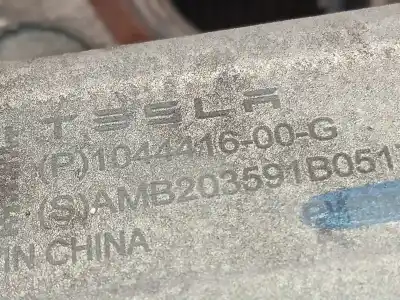 TESLA
(P)1044416-00-G
(S)AMB203591B051
IN CHINA